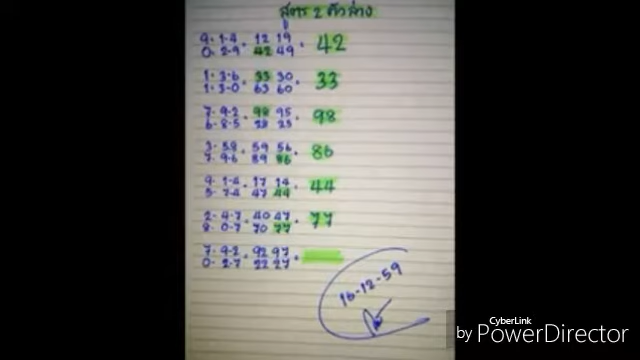 สูตร 2 ตัวล่าง
9· 1-4 = 12 19 = 42
0· 2-9 42 49
1· 3-6 = 33 30 = 33
1· 3-0 63 60
7· 9-2 = 98 95 = 98
6· 8-5 28 25
3· 5-8 = 59 56 = 86
7· 9-6 89 86
9· 1-4 = 17 14 = 44
5· 7-4 47 44
2· 4-7 = 40 47 = 77
8· 0-7 70 77
7· 9-2 = 92 97 =
0· 2-7 22 27
16-12-59
CyberLink
by PowerDirector